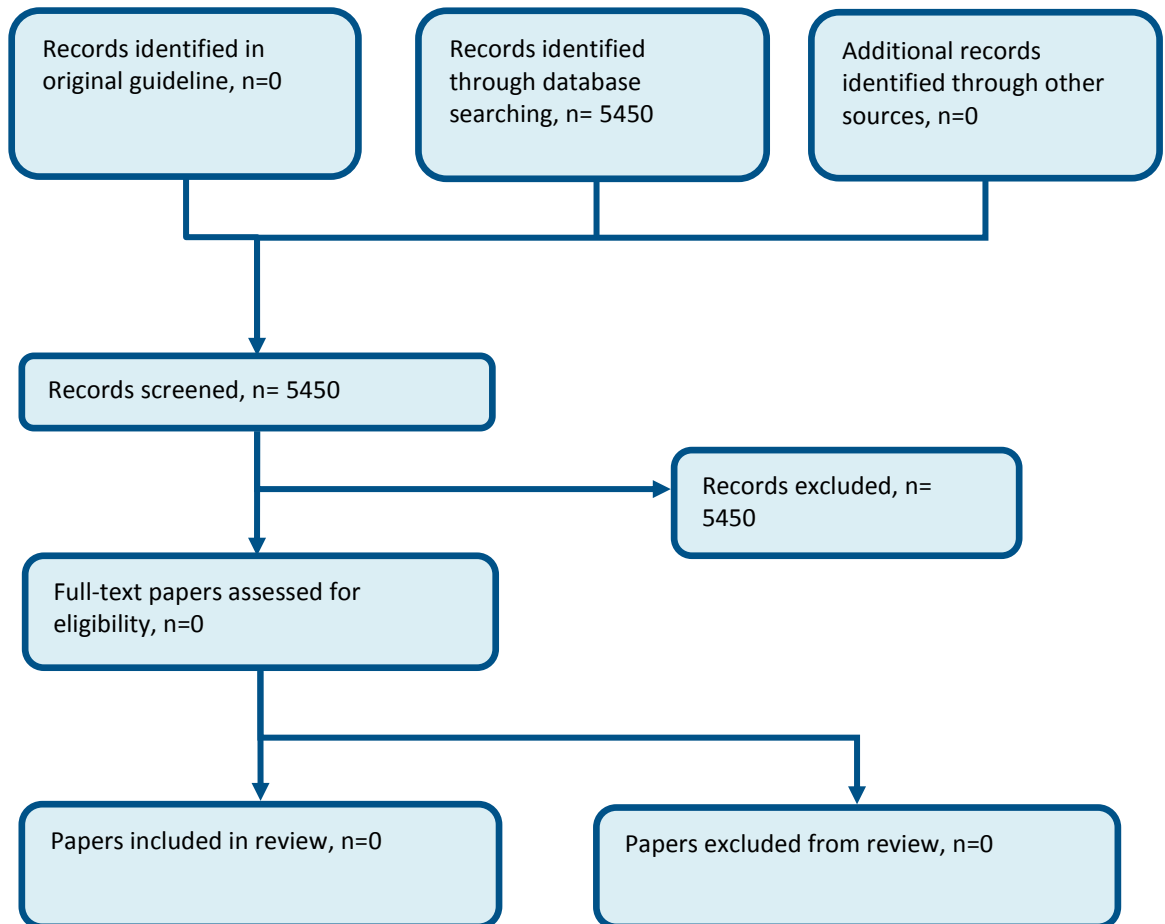 Records identified in
original guideline, n=0
Records identified
through database
searching, n= 5450
Additional records
identified through other
sources, n=0
Records screened, n= 5450
Records excluded, n=
5450
Full-text papers assessed for
eligibility, n=0
Papers included in review, n=0
Papers excluded from review, n=0